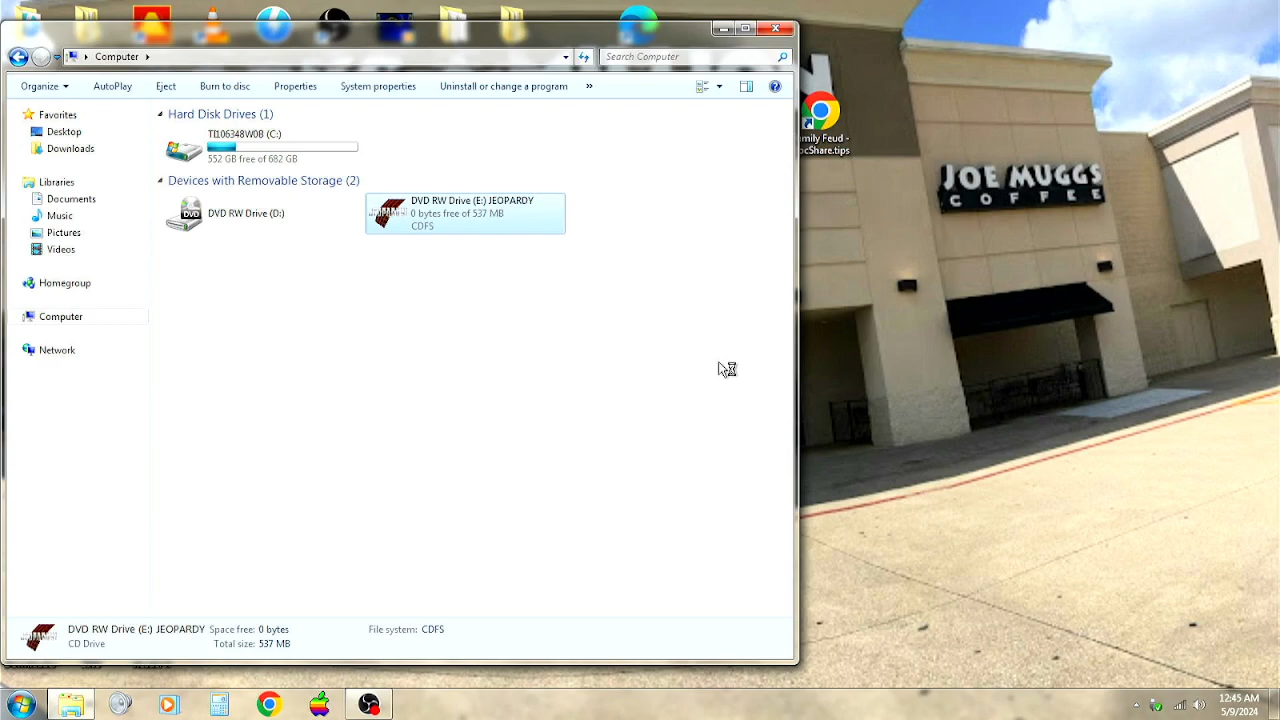 Computer
Search Computer
Organize
AutoPlay
Eject
Burn to disc
Properties
System properties
Uninstall or change a program
»
Favorites
Desktop
Downloads
Libraries
Documents
Music
Pictures
Videos
Homegroup
Computer
Network
Hard Disk Drives (1)
TI106348W0B (C:)
552 GB free of 682 GB
Devices with Removable Storage (2)
DVD
DVD RW Drive (D:)
JEOPARDY
DVD RW Drive (E:) JEOPARDY
0 bytes free of 537 MB
CDFS
mily Feud -
ocShare.tips
N
JOE MUGGS
COFFEE
JEOPARDY
DVD RW Drive (E:) JEOPARDY Space free: 0 bytes File system: CDFS
CD Drive Total size: 537 MB
12:45 AM
5/9/2024